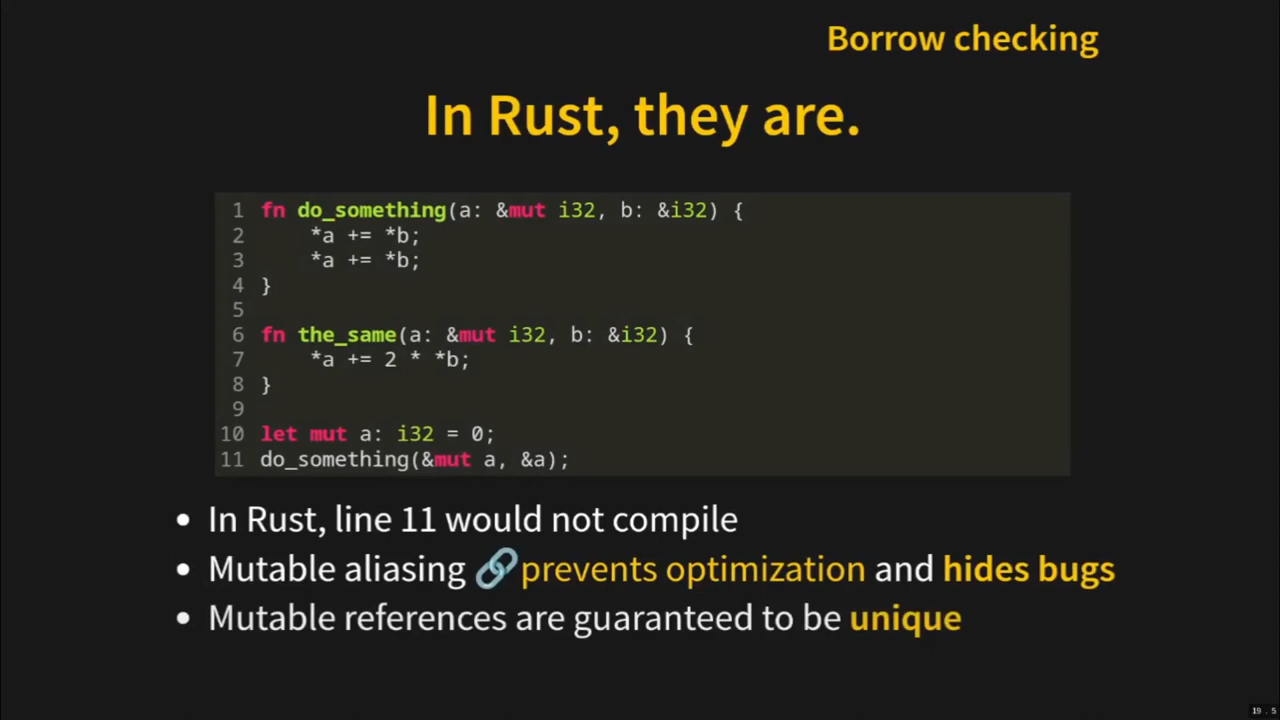 Borrow checking
In Rust, they are.
1 fn do_something(a: &mut i32, b: &i32) {
2     *a += *b;
3     *a += *b;
4 }
5
6 fn the_same(a: &mut i32, b: &i32) {
7     *a += 2 * *b;
8 }
9
10 let mut a: i32 = 0;
11 do_something(&mut a, &a);
• In Rust, line 11 would not compile
• Mutable aliasing 🔗prevents optimization and hides bugs
• Mutable references are guaranteed to be unique
19 . 5